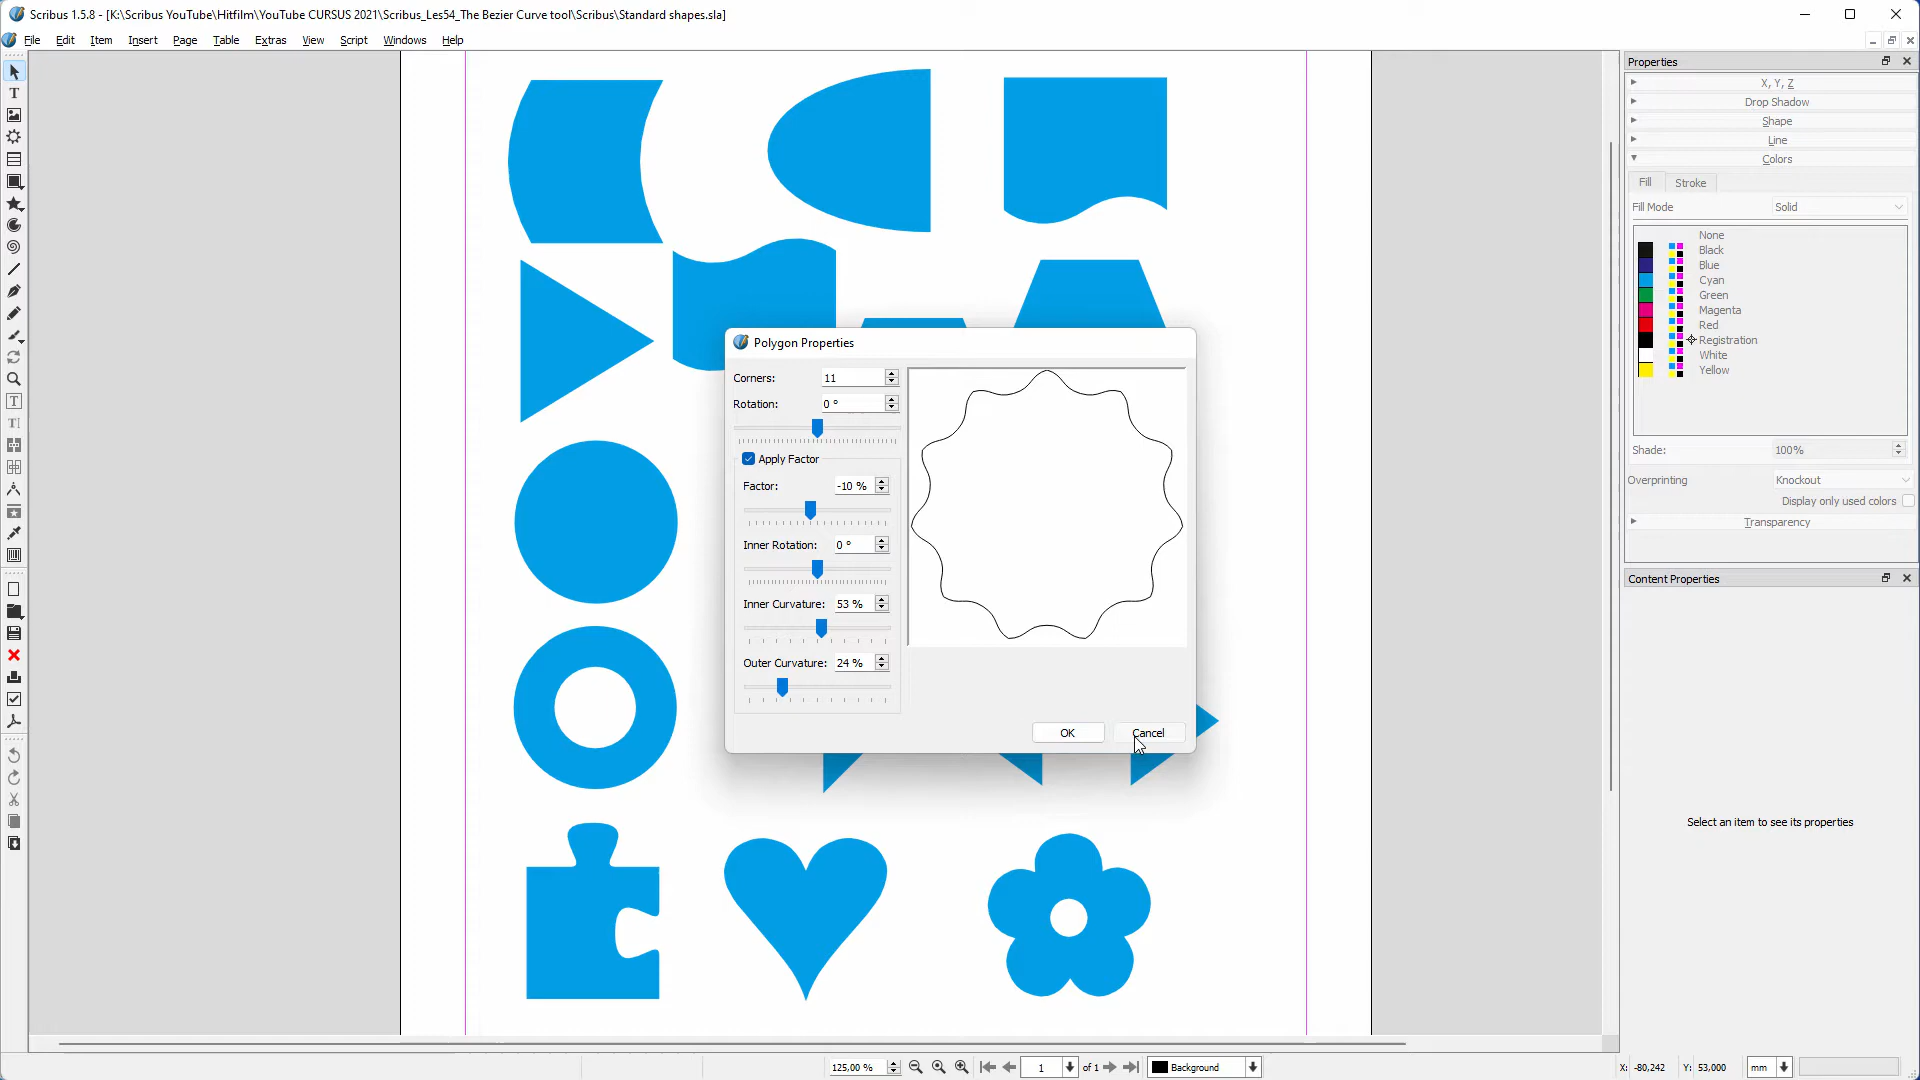 Scribus 1.5.8 - [K:\Scribus YouTube\Hitfilm\YouTube CURSUS 2021\Scribus_Les54_The Bezier Curve tool\Scribus\Standard shapes.sla]
File Edit Item Insert Page Table Extras View Script Windows Help
Properties
X, Y, Z
Drop Shadow
Shape
Line
Colors
Fill Stroke
Fill Mode Solid
None
Black
Blue
Cyan
Green
Magenta
Red
Registration
White
Yellow
Shade: 100%
Overprinting Knockout
Display only used colors
Transparency
Content Properties
Select an item to see its properties
Polygon Properties
Corners: 11
Rotation: 0 °
Apply Factor
Factor: -10 %
Inner Rotation: 0 °
Inner Curvature: 53 %
Outer Curvature: 24 %
OK Cancel
125,00 % 1 of 1 Background X: -80,242 Y: 53,000 mm